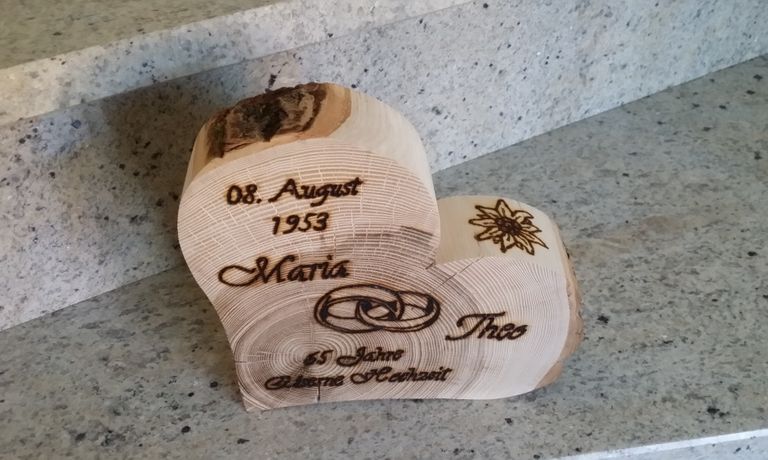 08. August
1953
Maria
Theo
65 Jahre
Eiserne Hochzeit